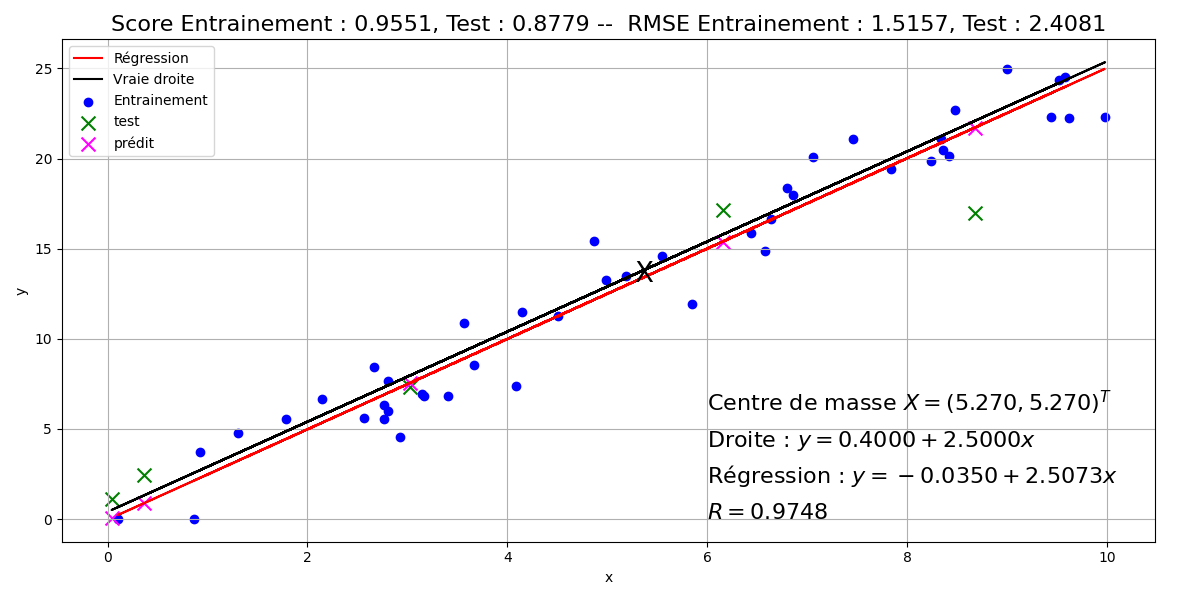 Score Entrainement : 0.9551, Test : 0.8779 --  RMSE Entrainement : 1.5157, Test : 2.4081
Régression
Vraie droite
Entrainement
test
prédit
25
20
15
10
5
0
y
Centre de masse X = (5.270, 5.270)^T
Droite : y = 0.4000 + 2.5000x
Régression : y = −0.0350 + 2.5073x
R = 0.9748
0 2 4 6 8 10
x